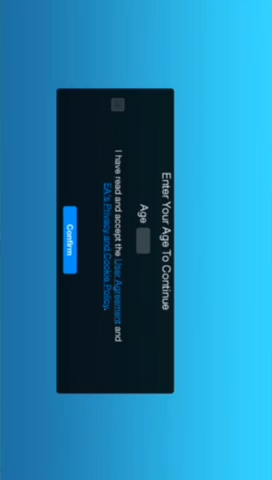 Enter Your Age To Continue
Age
I have read and accept the User Agreement and
EA's Privacy and Cookie Policy.
Confirm